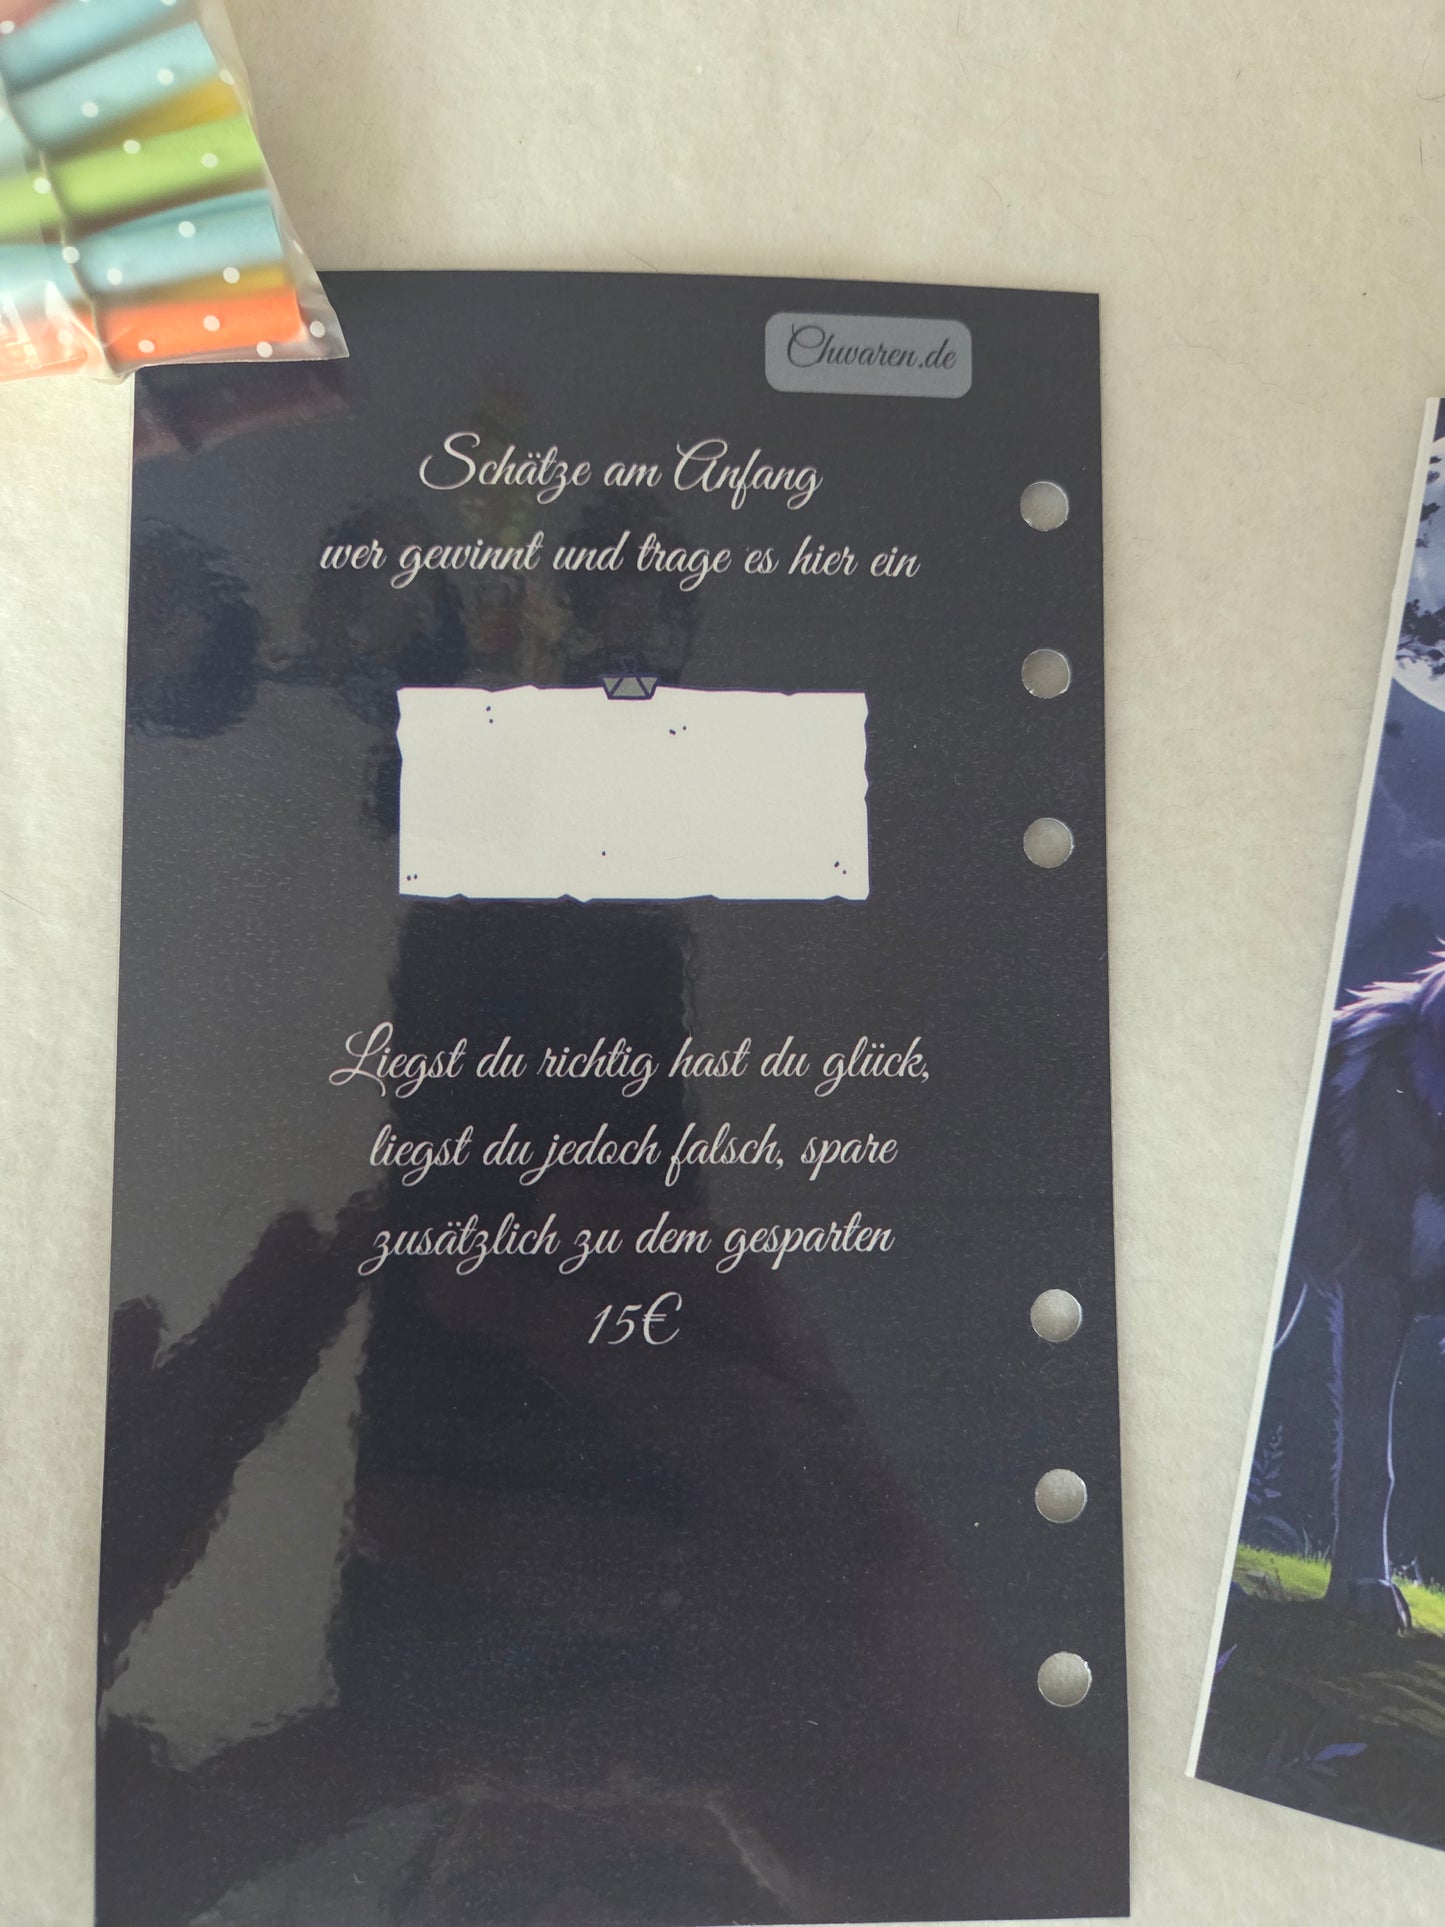 Cluvaren.de
Schätze am Anfang
wer gewinnt und trage es hier ein
Liegst du richtig hast du glück,
liegst du jedoch falsch, spare
zusätzlich zu dem gesparten
15€